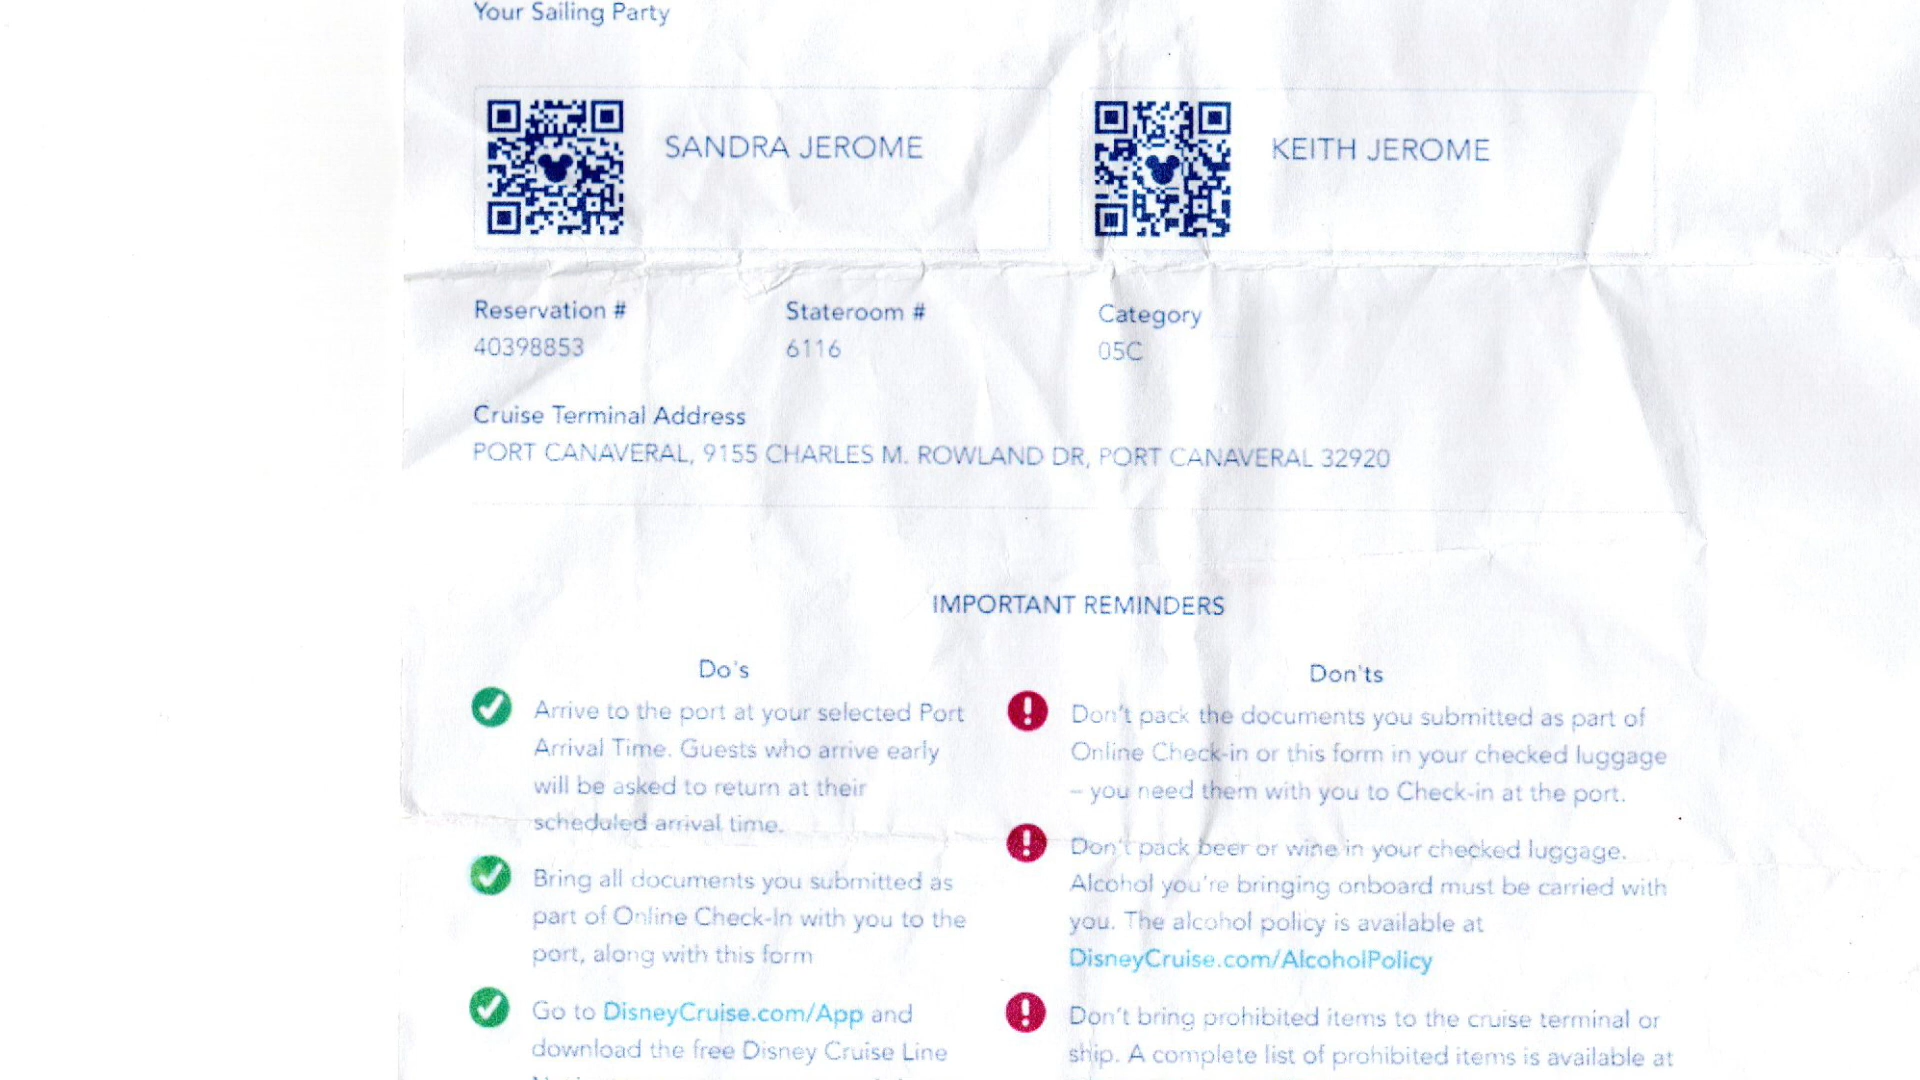 Your Sailing Party
SANDRA JEROME
KEITH JEROME
Reservation #
40398853
Stateroom #
6116
Category
05C
Cruise Terminal Address
PORT CANAVERAL, 9155 CHARLES M. ROWLAND DR, PORT CANAVERAL 32920
IMPORTANT REMINDERS
Do's
Arrive to the port at your selected Port
Arrival Time. Guests who arrive early
will be asked to return at their
scheduled arrival time.
Bring all documents you submitted as
part of Online Check-In with you to the
port, along with this form
Go to DisneyCruise.com/App and
download the free Disney Cruise Line
Don'ts
Don't pack the documents you submitted as part of
Online Check-in or this form in your checked luggage
– you need them with you to Check-in at the port.
Don't pack beer or wine in your checked luggage.
Alcohol you're bringing onboard must be carried with
you. The alcohol policy is available at
DisneyCruise.com/AlcoholPolicy
Don't bring prohibited items to the cruise terminal or
ship. A complete list of prohibited items is available at